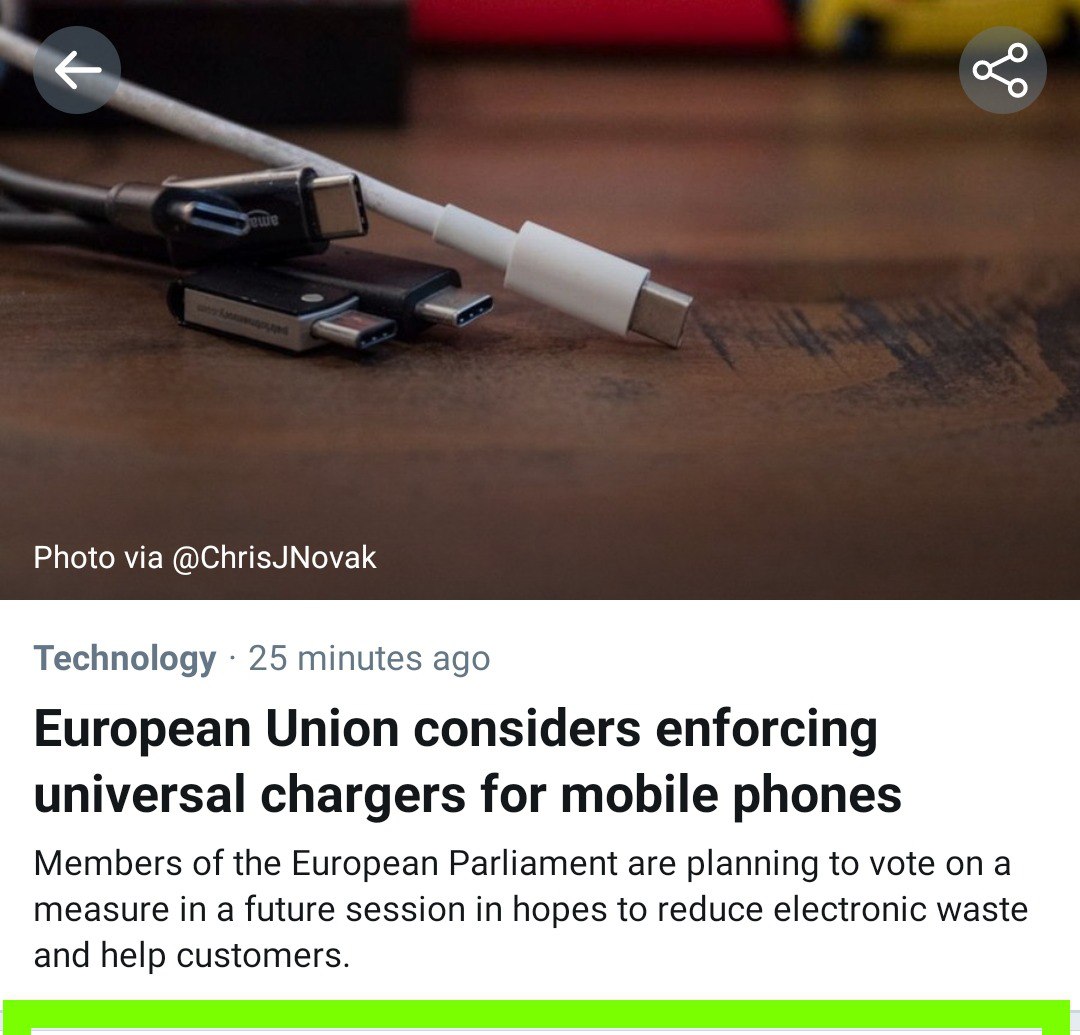 Photo via @ChrisJNovak
Technology · 25 minutes ago
European Union considers enforcing
universal chargers for mobile phones
Members of the European Parliament are planning to vote on a
measure in a future session in hopes to reduce electronic waste
and help customers.